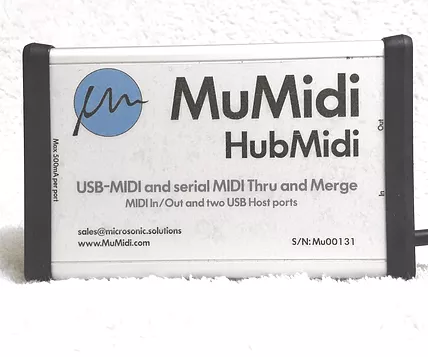 μm
MuMidi
HubMidi
USB-MIDI and serial MIDI Thru and Merge
MIDI In/Out and two USB Host ports
sales@microsonic.solutions
www.MuMidi.com
S/N: Mu00131
Max 500mA per port
Out
In